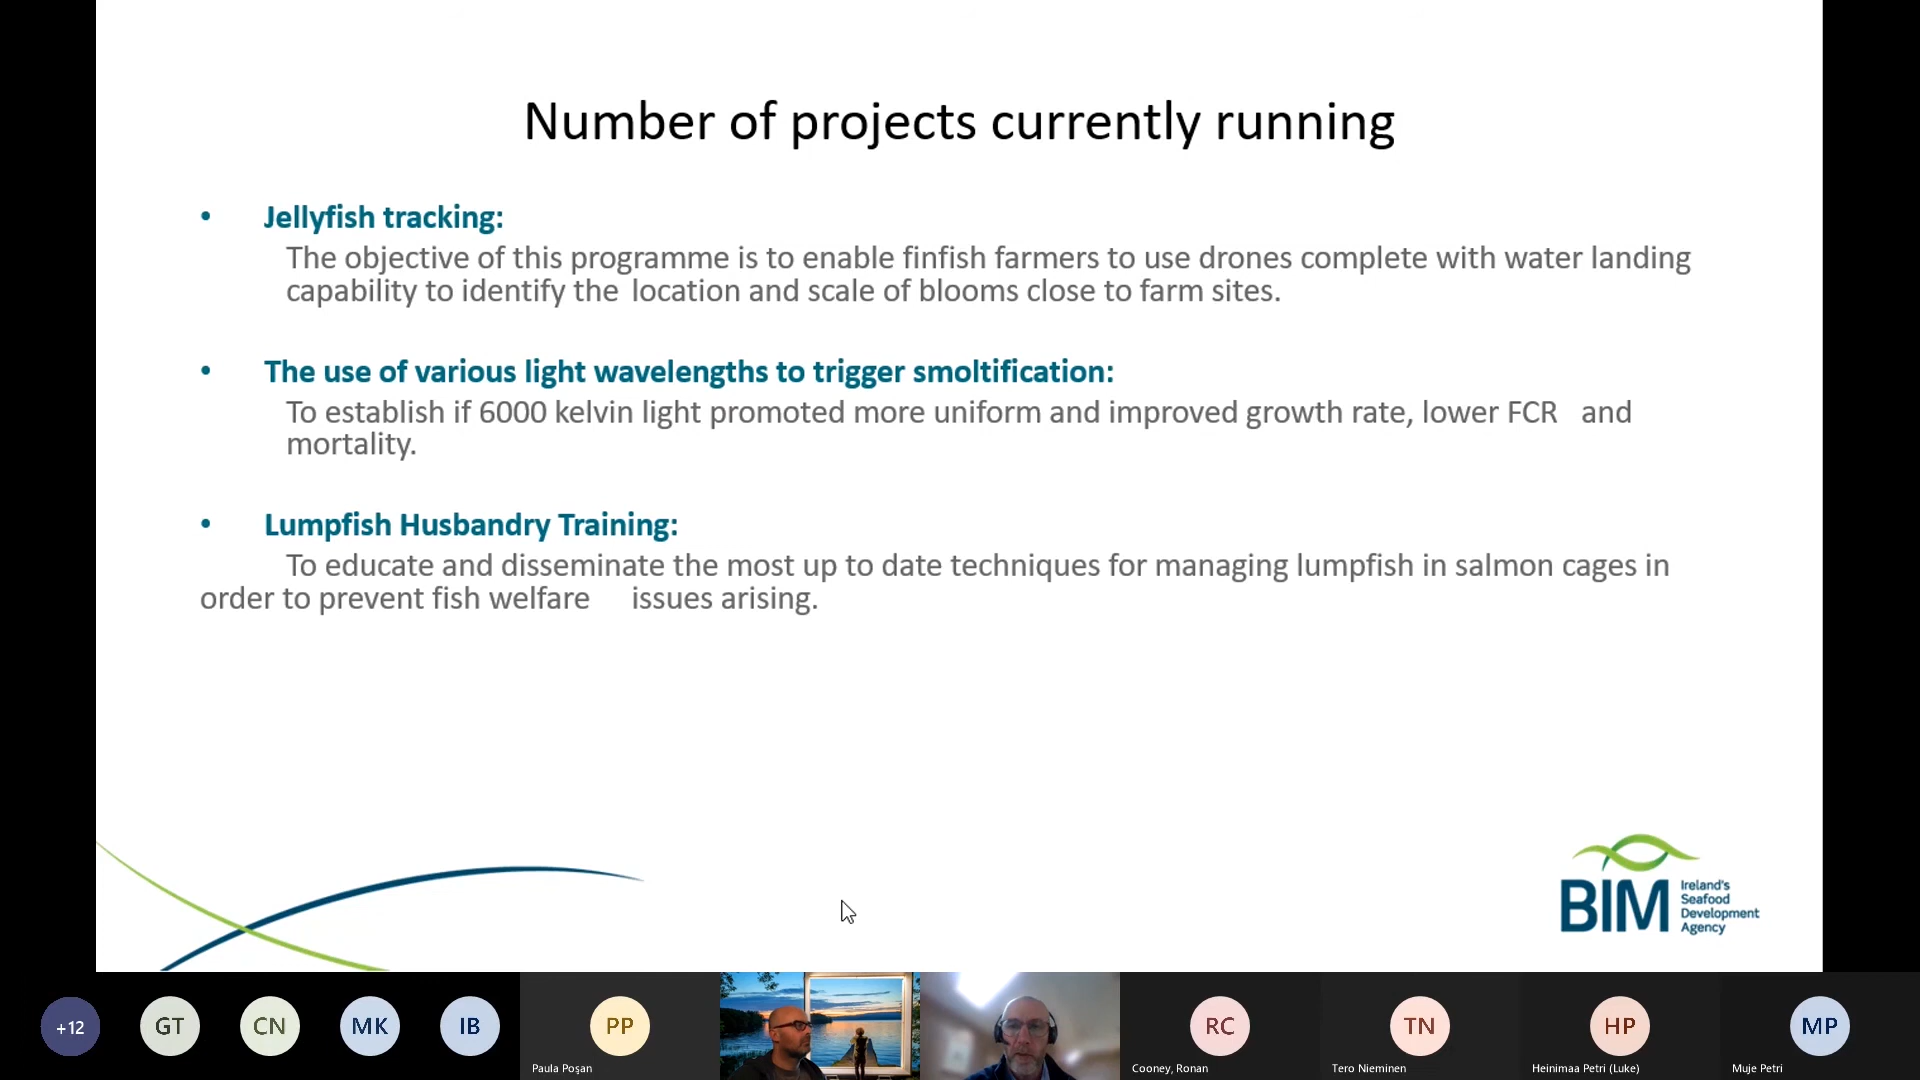 Number of projects currently running
• Jellyfish tracking:
The objective of this programme is to enable finfish farmers to use drones complete with water landing
capability to identify the location and scale of blooms close to farm sites.
• The use of various light wavelengths to trigger smoltification:
To establish if 6000 kelvin light promoted more uniform and improved growth rate, lower FCR and
mortality.
• Lumpfish Husbandry Training:
To educate and disseminate the most up to date techniques for managing lumpfish in salmon cages in
order to prevent fish welfare issues arising.
BIM
Ireland's
Seafood
Development
Agency
+12
GT
CN
MK
IB
PP
RC
TN
HP
MP
Paula Poşan
Cooney, Ronan
Tero Nieminen
Heinimaa Petri (Luke)
Muje Petri